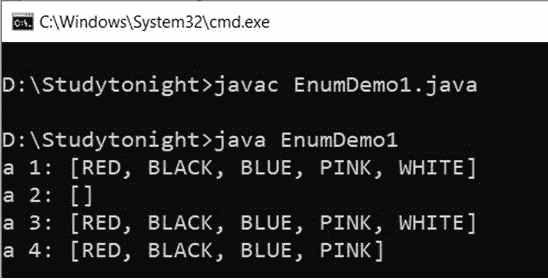 C:\Windows\System32\cmd.exe
D:\Studytonight>javac EnumDemo1.java
D:\Studytonight>java EnumDemo1
a 1: [RED, BLACK, BLUE, PINK, WHITE]
a 2: []
a 3: [RED, BLACK, BLUE, PINK, WHITE]
a 4: [RED, BLACK, BLUE, PINK]